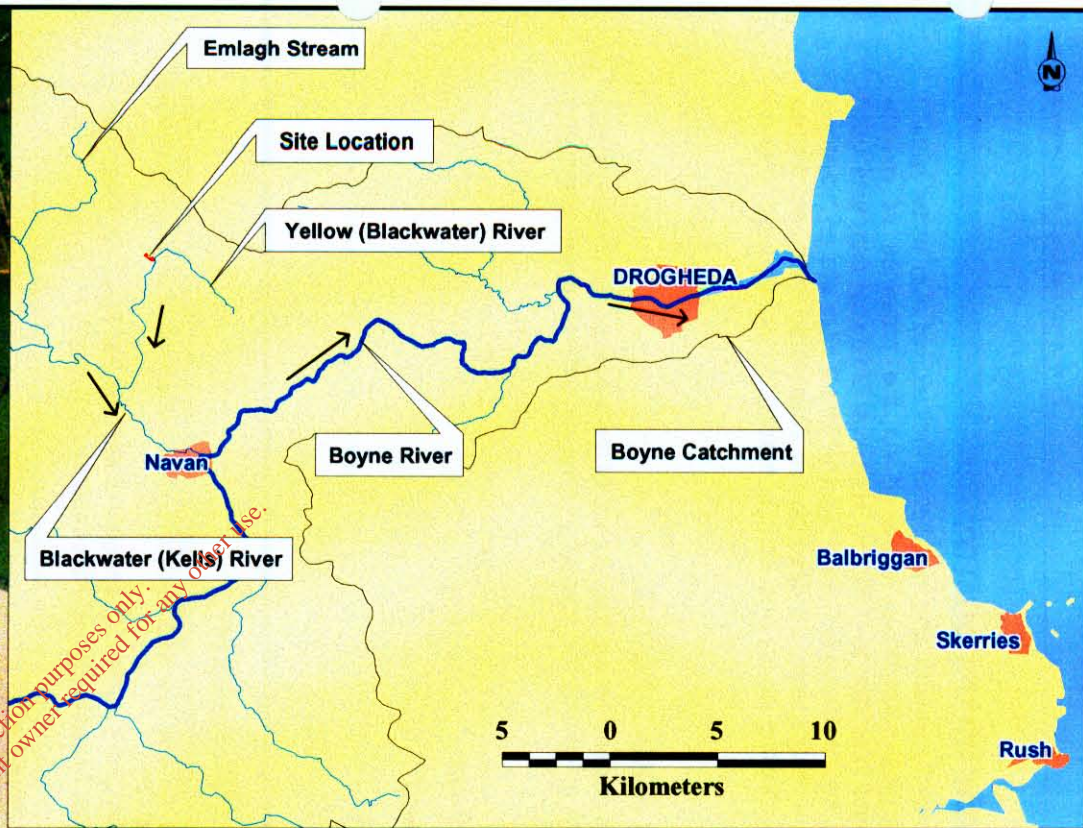 Emlagh Stream
N
Site Location
Yellow (Blackwater) River
DROGHEDA
Navan
Boyne River
Boyne Catchment
Blackwater (Kells) River
Balbriggan
Skerries
5 0 5 10
Kilometers
Rush
purposes only.
owner required for any other use.